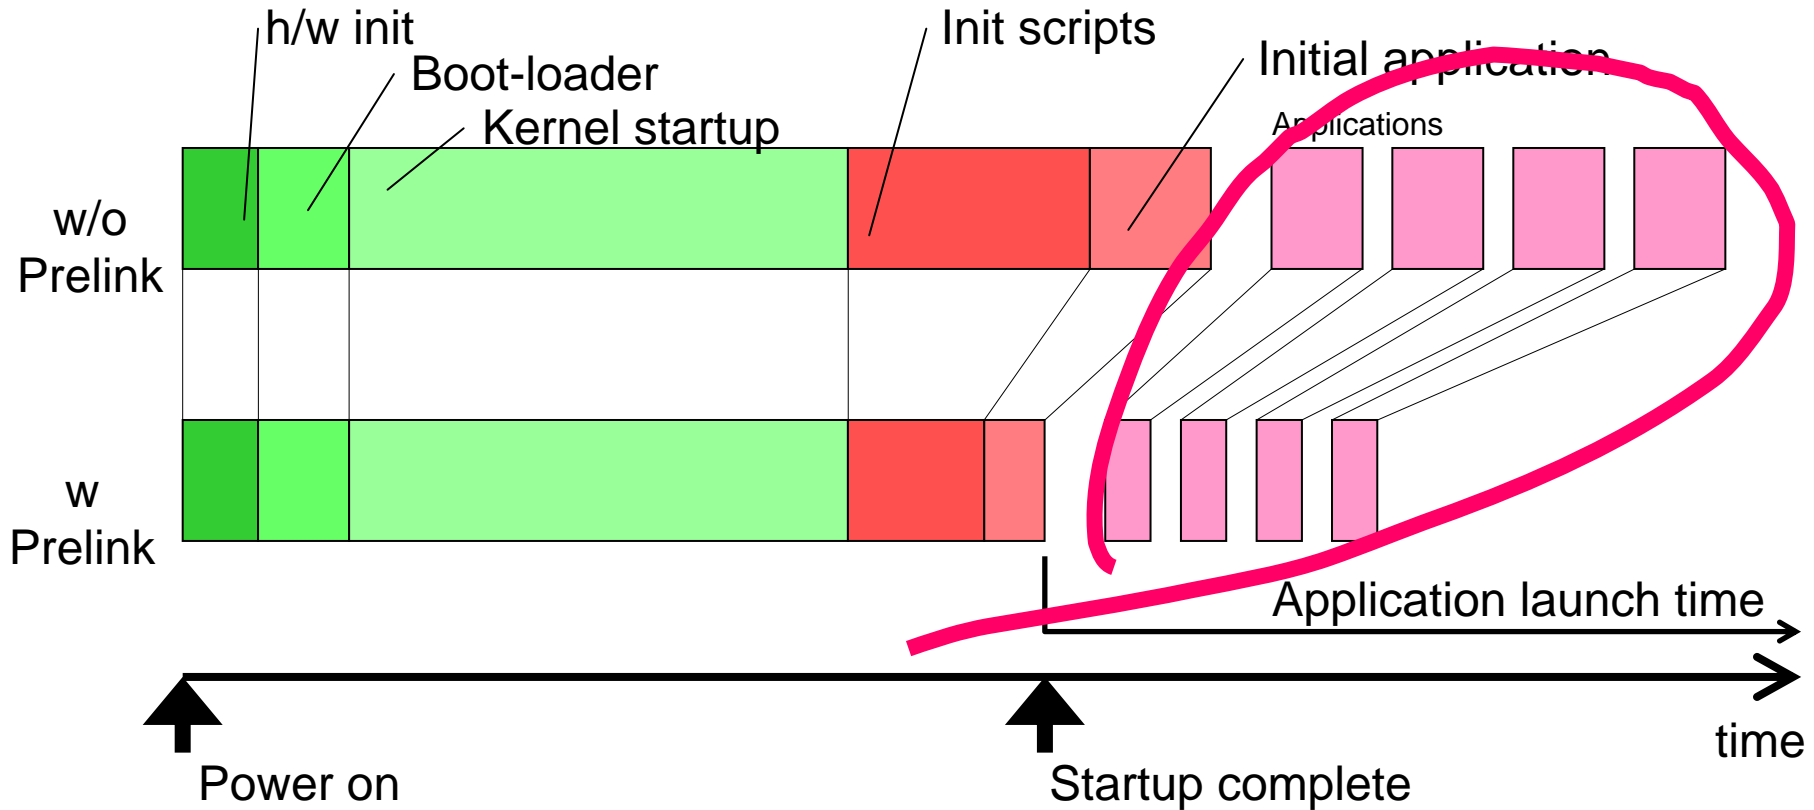 h/w init
Init scripts
Initial application
Boot-loader
Kernel startup
Applications
w/o
Prelink
w
Prelink
Application launch time
time
Power on
Startup complete